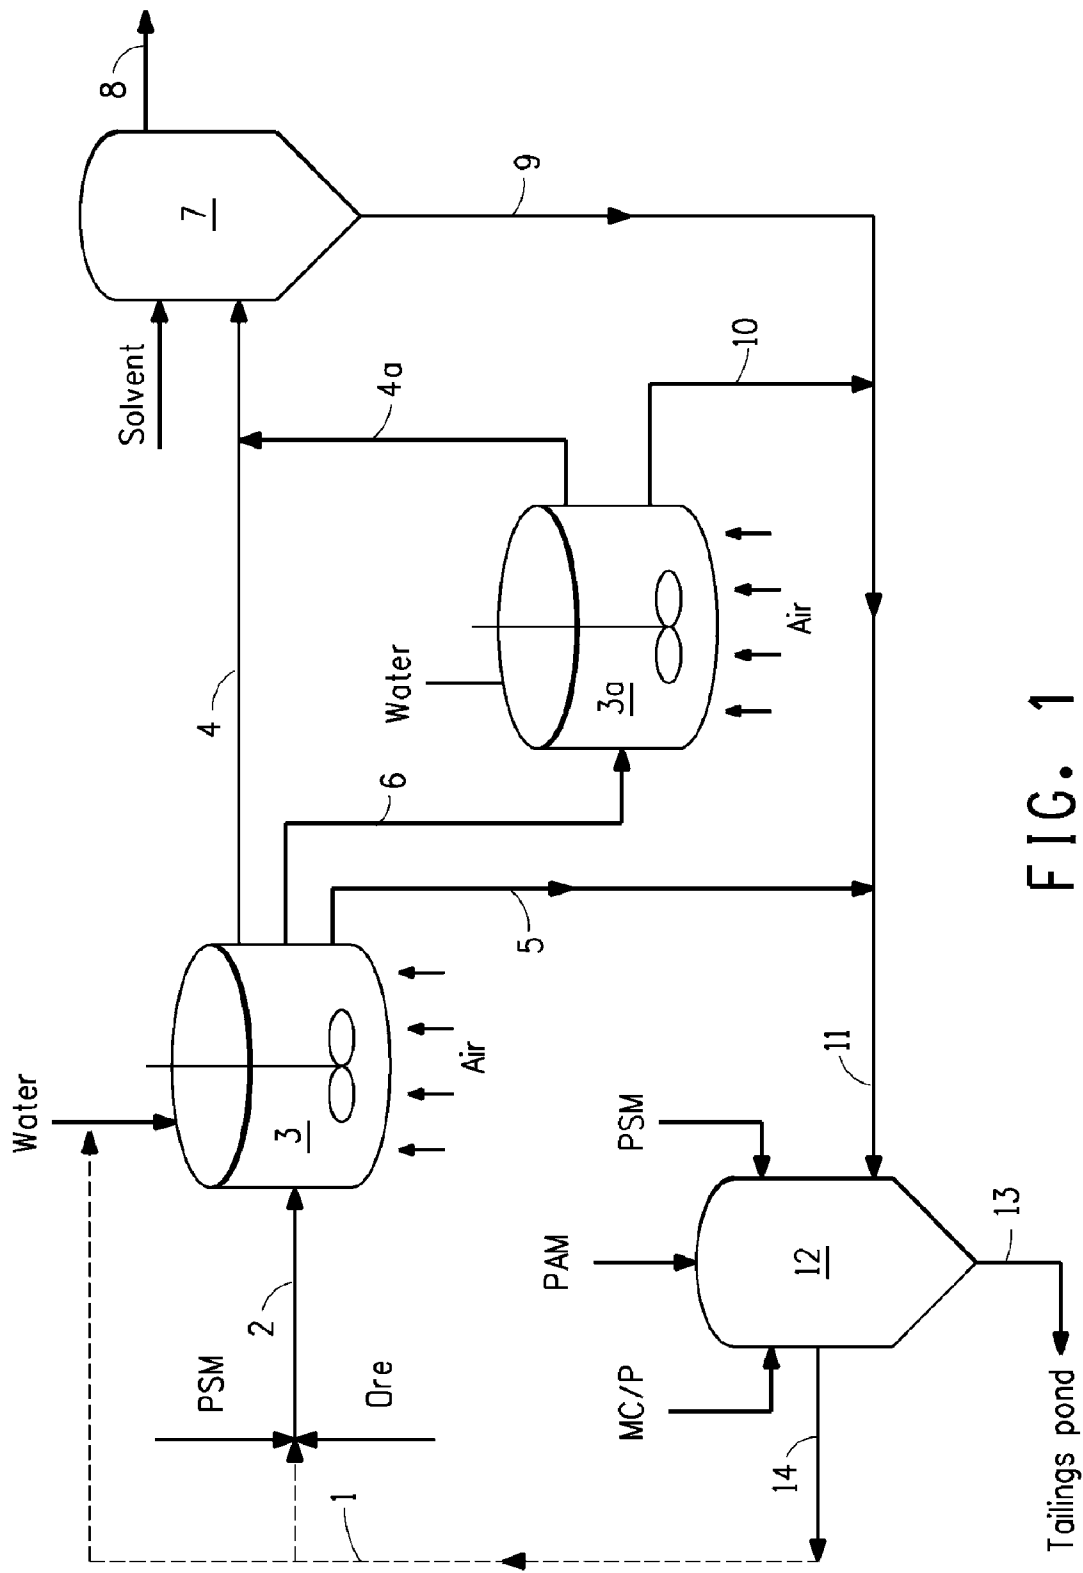 Water
PSM
Ore
1
2
3
Air
4
5
6
Water
3a
Air
4a
Solvent
7
8
9
10
11
MC/P
PAM
PSM
12
13
14
Tailings pond
FIG. 1